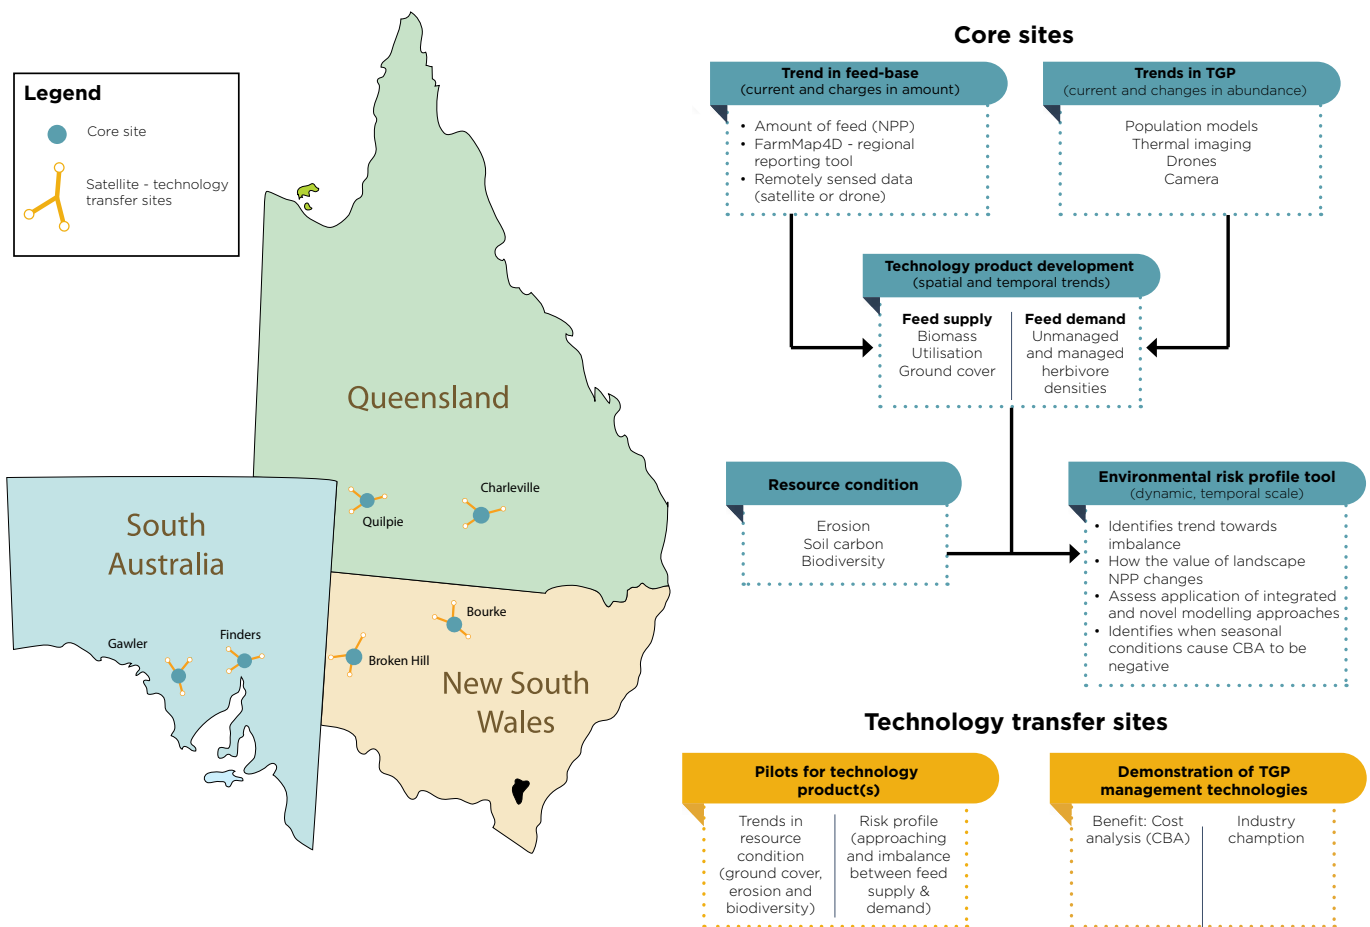 Legend
Core site
Satellite - technology
transfer sites
Queensland
Quilpie
Charleville
South
Australia
Gawler
Finders
Bourke
Broken Hill
New South
Wales
Core sites
Trend in feed-base
(current and charges in amount)
• Amount of feed (NPP)
• FarmMap4D - regional
reporting tool
• Remotely sensed data
(satellite or drone)
Trends in TGP
(current and changes in abundance)
Population models
Thermal imaging
Drones
Camera
Technology product development
(spatial and temporal trends)
Feed supply
Biomass
Utilisation
Ground cover
Feed demand
Unmanaged
and managed
herbivore
densities
Resource condition
Erosion
Soil carbon
Biodiversity
Environmental risk profile tool
(dynamic, temporal scale)
• Identifies trend towards
imbalance
• How the value of landscape
NPP changes
• Assess application of integrated
and novel modelling approaches
• Identifies when seasonal
conditions cause CBA to be
negative
Technology transfer sites
Pilots for technology
product(s)
Trends in
resource
condition
(ground cover,
erosion and
biodiversity)
Risk profile
(approaching
and imbalance
between feed
supply &
demand)
Demonstration of TGP
management technologies
Benefit: Cost
analysis (CBA)
Industry
chamption